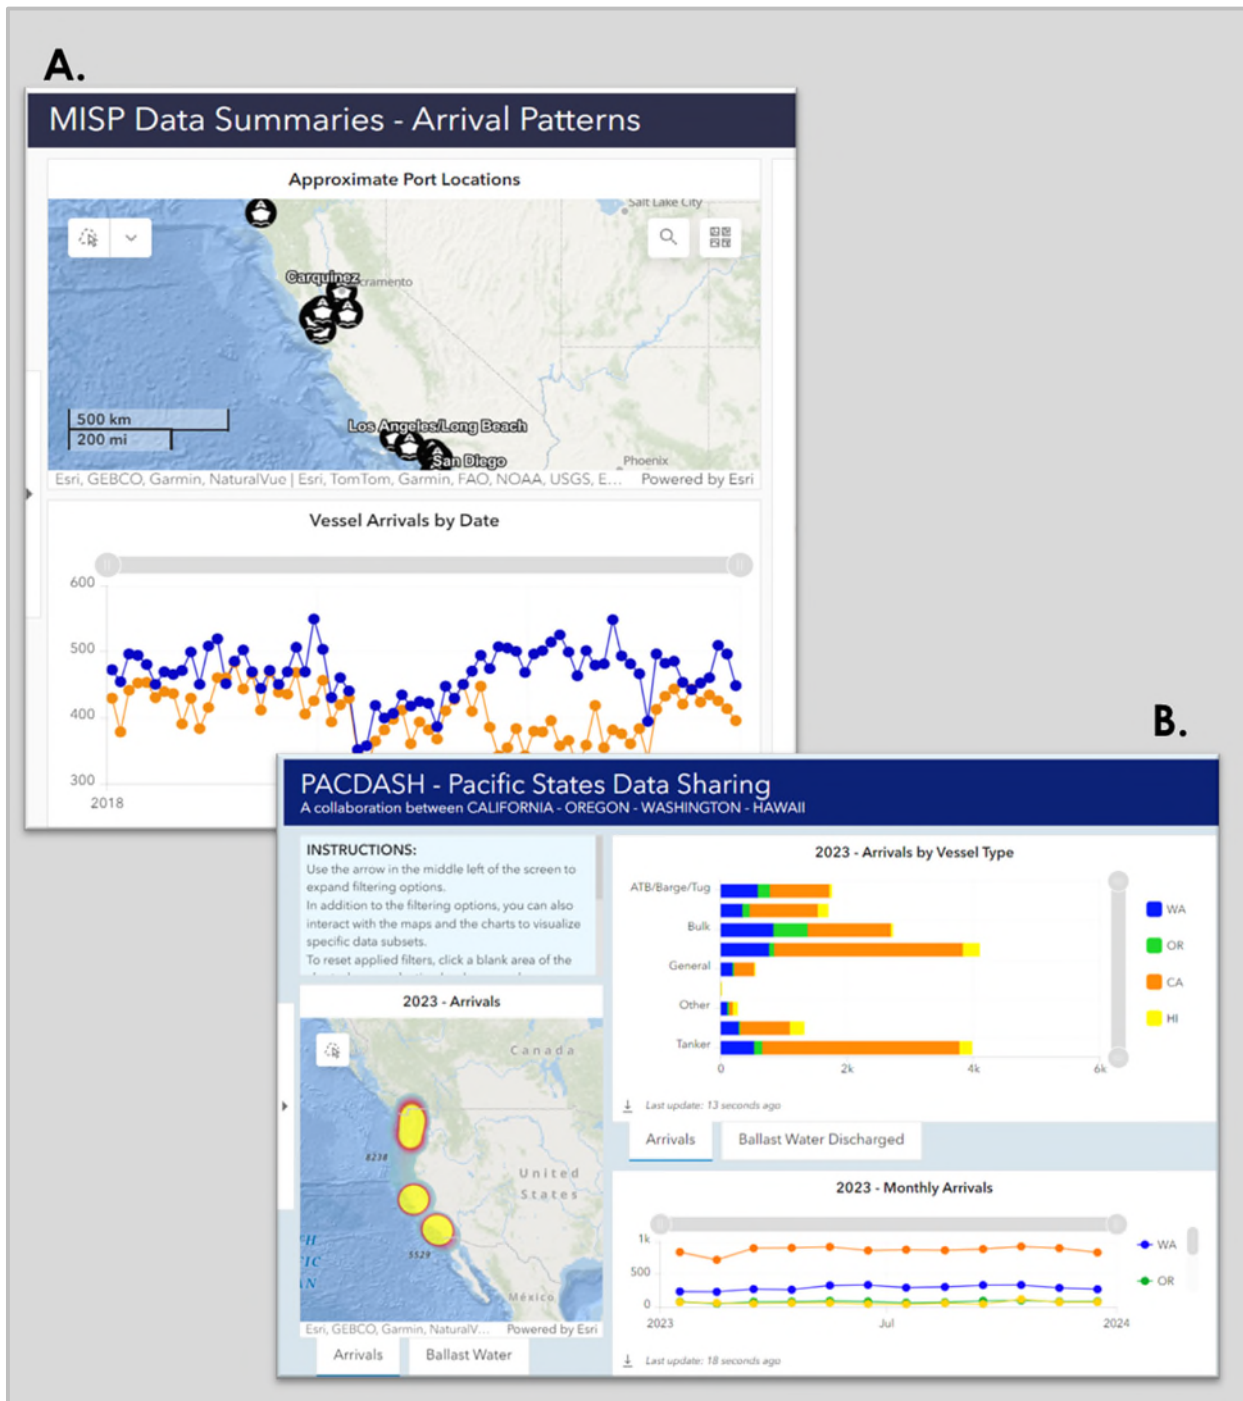 A.
MISP Data Summaries - Arrival Patterns
Approximate Port Locations
Salt Lake City
Carquinez
Sacramento
500 km
200 mi
Los Angeles/Long Beach
San Diego
Phoenix
Esri, GEBCO, Garmin, NaturalVue | Esri, TomTom, Garmin, FAO, NOAA, USGS, E... Powered by Esri
Vessel Arrivals by Date
600
500
400
300
2018
B.
PACDASH - Pacific States Data Sharing
A collaboration between CALIFORNIA - OREGON - WASHINGTON - HAWAII
INSTRUCTIONS:
Use the arrow in the middle left of the screen to
expand filtering options.
In addition to the filtering options, you can also
interact with the maps and the charts to visualize
specific data subsets.
To reset applied filters, click a blank area of the
2023 - Arrivals
Canada
8238
United
States
5529
México
Esri, GEBCO, Garmin, NaturalV... Powered by Esri
Arrivals Ballast Water
2023 - Arrivals by Vessel Type
ATB/Barge/Tug
Bulk
General
Other
Tanker
0 2k 4k 6k
WA
OR
CA
HI
Last update: 13 seconds ago
Arrivals Ballast Water Discharged
2023 - Monthly Arrivals
1k
500
0
2023 Jul 2024
WA
OR
Last update: 18 seconds ago